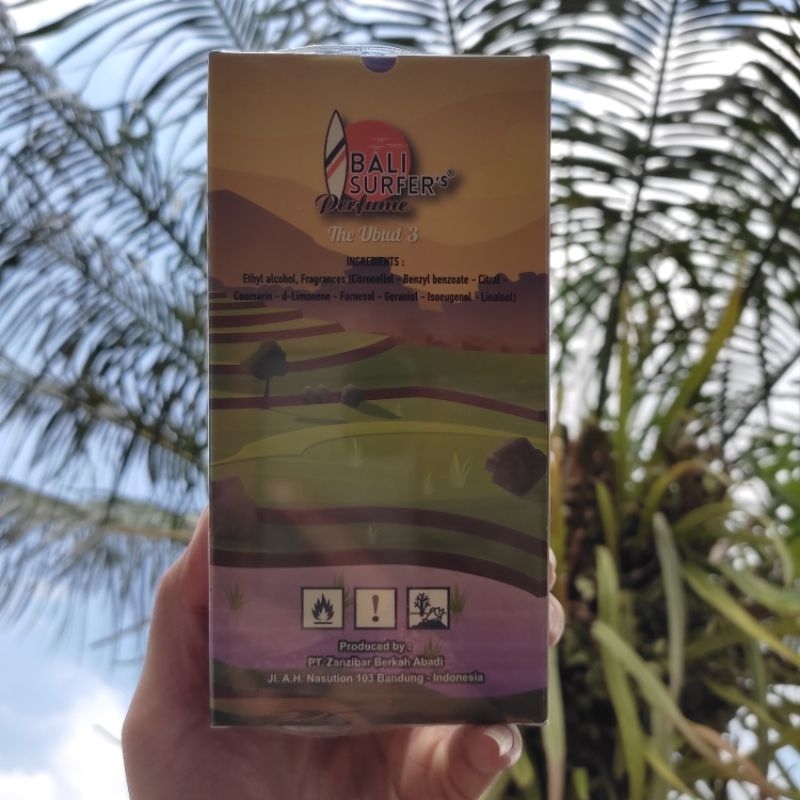 BALI
SURFER's®
Perfume
The Ubud 3
INGREDIENTS :
Ethyl alcohol, Fragrances (Citronellol - Benzyl benzoate - Citral -
Coumarin - d-Limonene - Farnesol - Geraniol - Isoeugenol - Linalool)
Produced by :
PT. Zanzibar Berkah Abadi
Jl. A.H. Nasution 103 Bandung - Indonesia